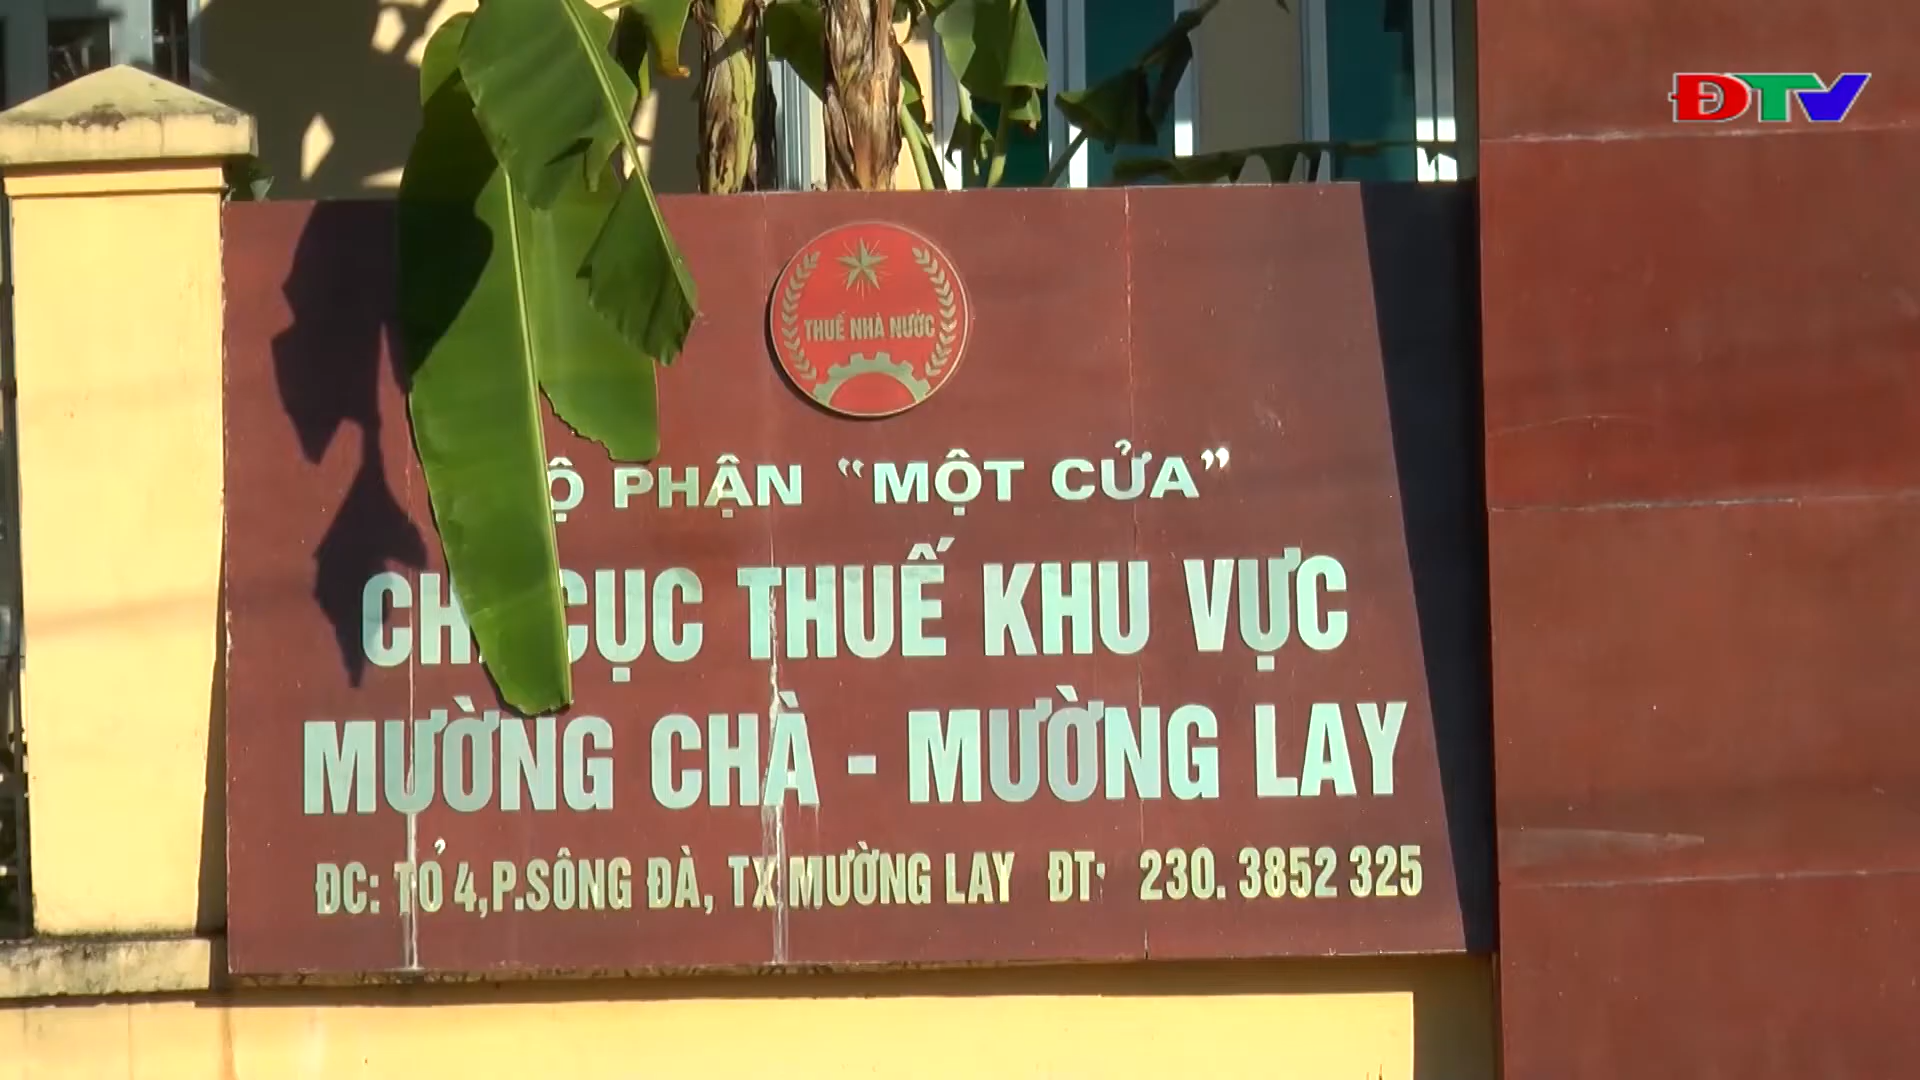 ĐTV
THUẾ NHÀ NƯỚC
PHẬN “MỘT CỬA”
CỤC THUẾ KHU VỰC
MƯỜNG CHÀ - MƯỜNG LAY
ĐC: TỔ 4, P.SÔNG ĐÀ, TX MƯỜNG LAY ĐT: 230. 3852 325